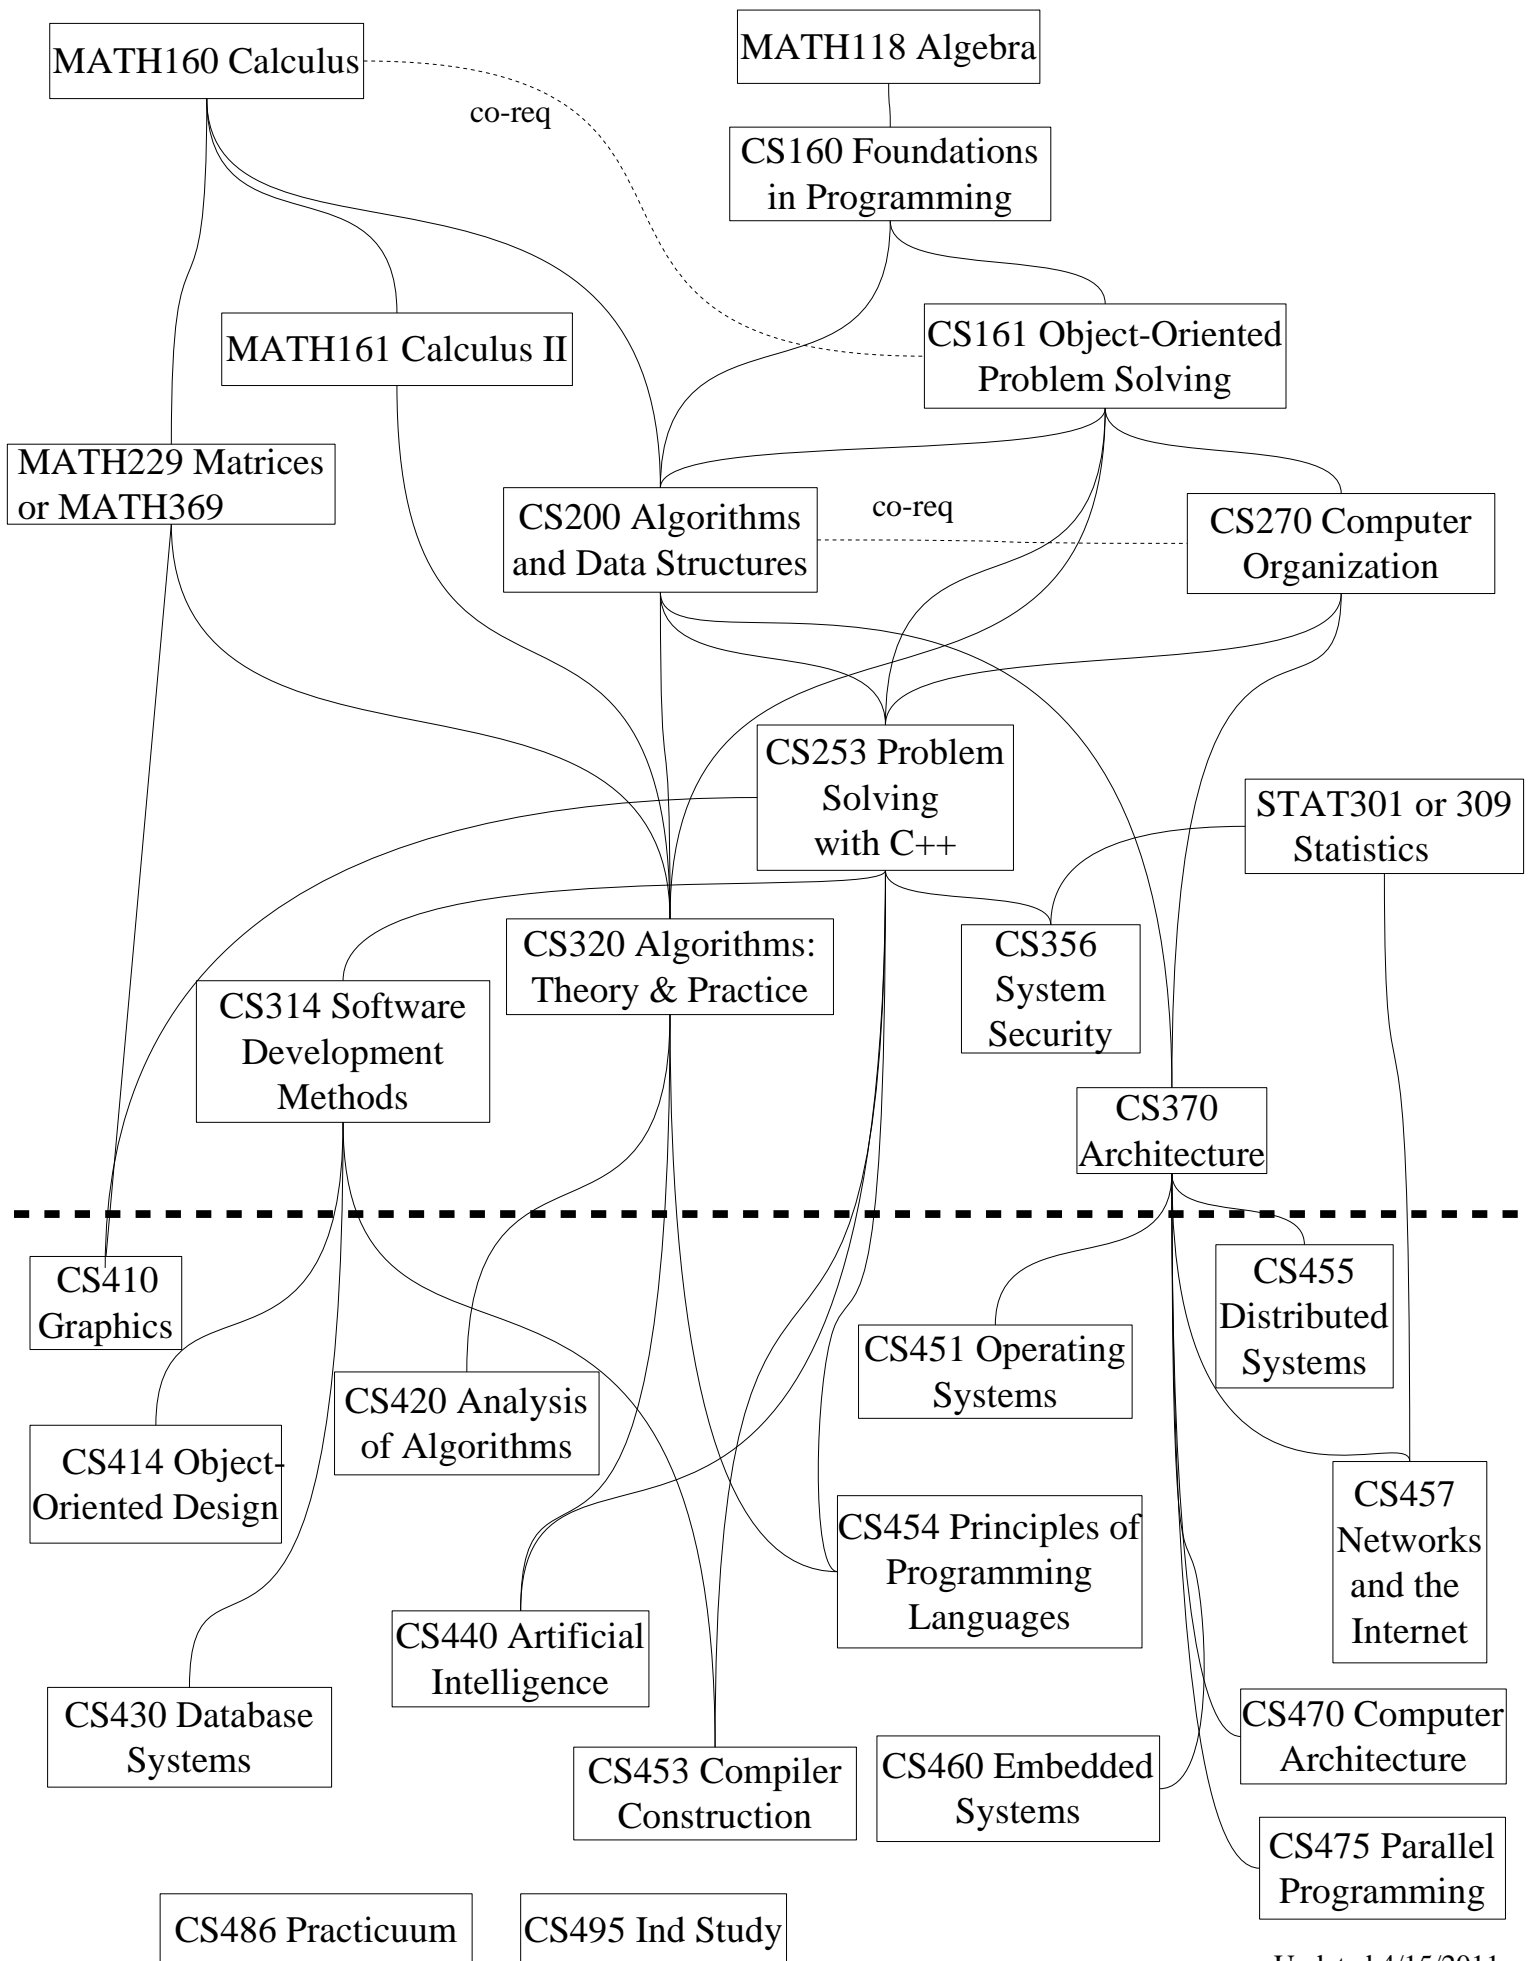 MATH160 Calculus
MATH118 Algebra
co-req
CS160 Foundations
in Programming
MATH161 Calculus II
CS161 Object-Oriented
Problem Solving
MATH229 Matrices
or MATH369
CS200 Algorithms
and Data Structures
co-req
CS270 Computer
Organization
CS253 Problem
Solving
with C++
STAT301 or 309
Statistics
CS320 Algorithms:
Theory & Practice
CS356
System
Security
CS314 Software
Development
Methods
CS370
Architecture
CS410
Graphics
CS455
Distributed
Systems
CS451 Operating
Systems
CS420 Analysis
of Algorithms
CS414 Object-
Oriented Design
CS454 Principles of
Programming
Languages
CS457
Networks
and the
Internet
CS440 Artificial
Intelligence
CS430 Database
Systems
CS470 Computer
Architecture
CS453 Compiler
Construction
CS460 Embedded
Systems
CS475 Parallel
Programming
CS486 Practicuum
CS495 Ind Study
Updated 4/15/2011